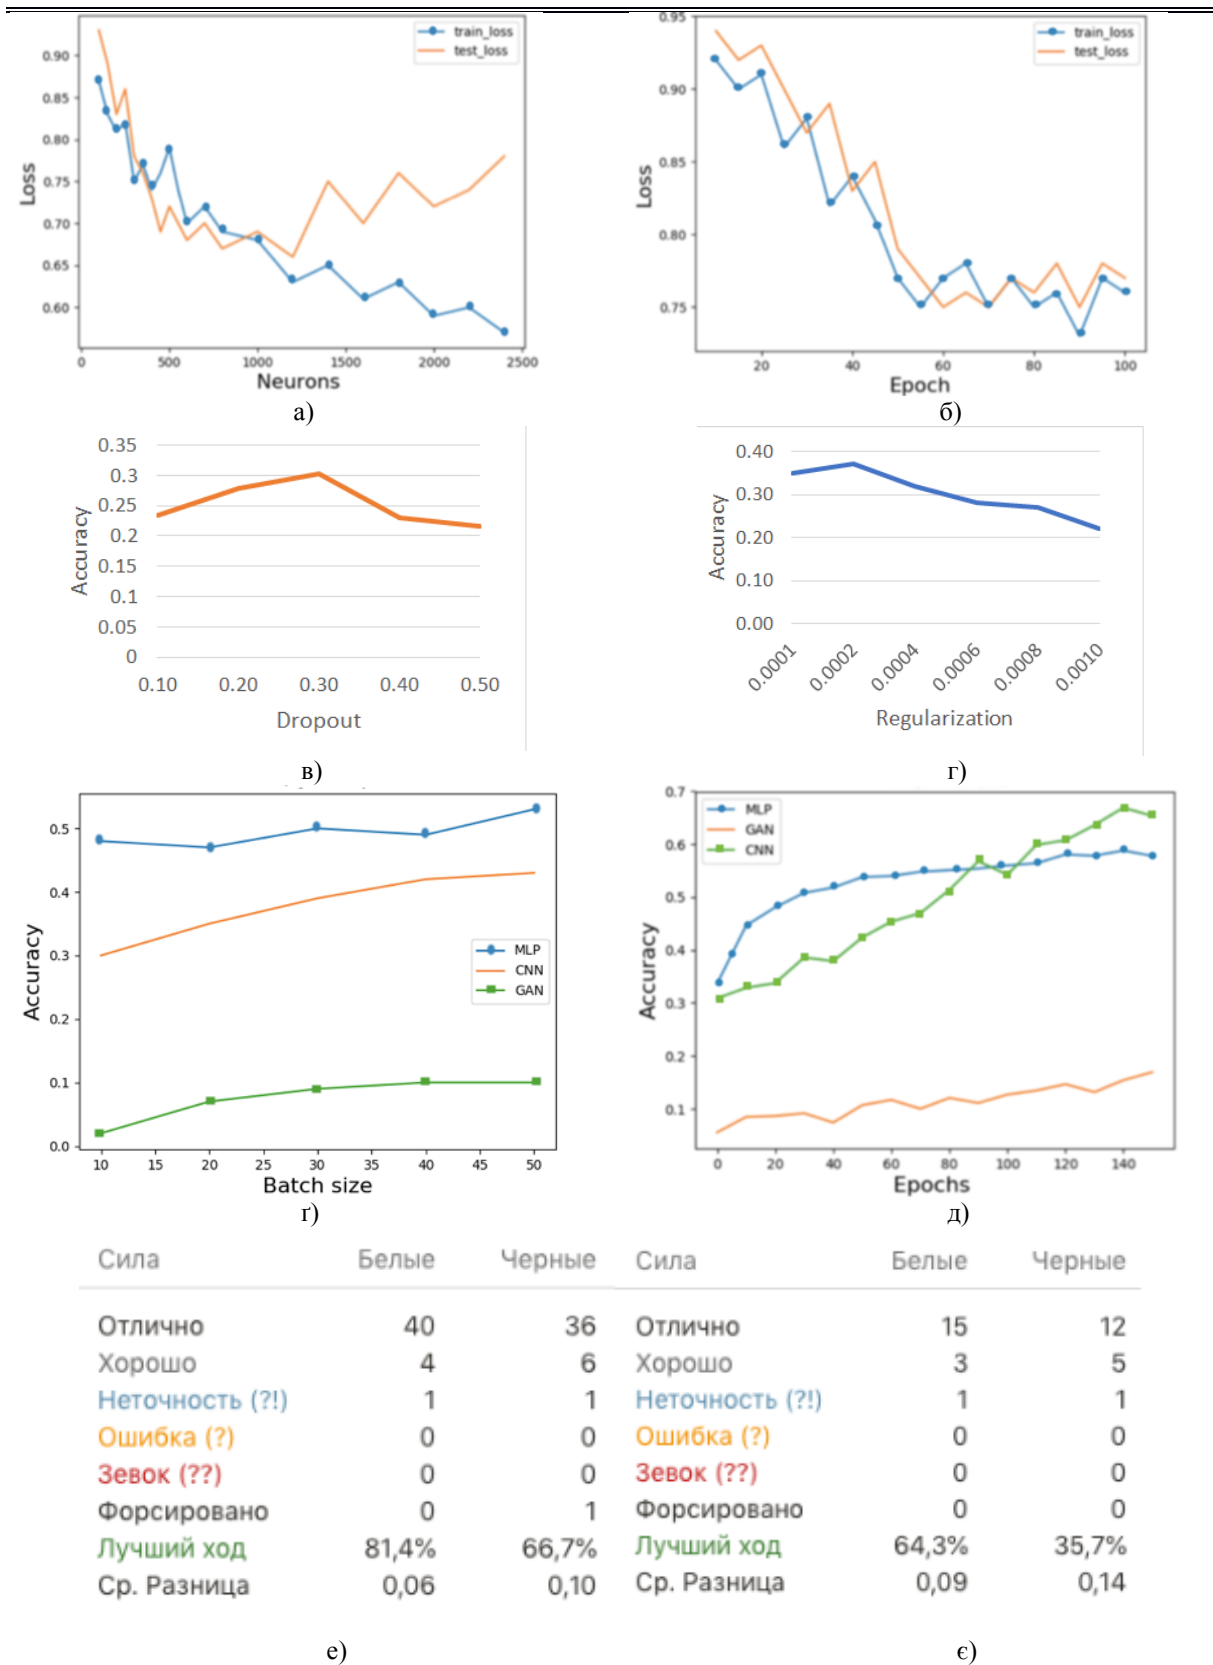 0.90
0.85
0.80
0.75
0.70
0.65
0.60
Loss
train_loss
test_loss
0 500 1000 1500 2000 2500
Neurons
а)
0.95
0.90
0.85
0.80
0.75
Loss
train_loss
test_loss
20 40 60 80 100
Epoch
б)
0.35
0.3
0.25
0.2
0.15
0.1
0.05
0
Accuracy
0.10 0.20 0.30 0.40 0.50
Dropout
в)
0.40
0.30
0.20
0.10
0.00
Accuracy
0.0001 0.0002 0.0004 0.0006 0.0008 0.0010
Regularization
г)
0.5
0.4
0.3
0.2
0.1
0.0
Accuracy
MLP
CNN
GAN
10 15 20 25 30 35 40 45 50
Batch size
ґ)
0.7
0.6
0.5
0.4
0.3
0.2
0.1
Accuracy
MLP
GAN
CNN
0 20 40 60 80 100 120 140
Epochs
д)
Сила Белые Черные
Отлично 40 36
Хорошо 4 6
Неточность (?!) 1 1
Ошибка (?) 0 0
Зевок (??) 0 0
Форсировано 0 1
Лучший ход 81,4% 66,7%
Ср. Разница 0,06 0,10
е)
Сила Белые Черные
Отлично 15 12
Хорошо 3 5
Неточность (?!) 1 1
Ошибка (?) 0 0
Зевок (??) 0 0
Форсировано 0 0
Лучший ход 64,3% 35,7%
Ср. Разница 0,09 0,14
є)